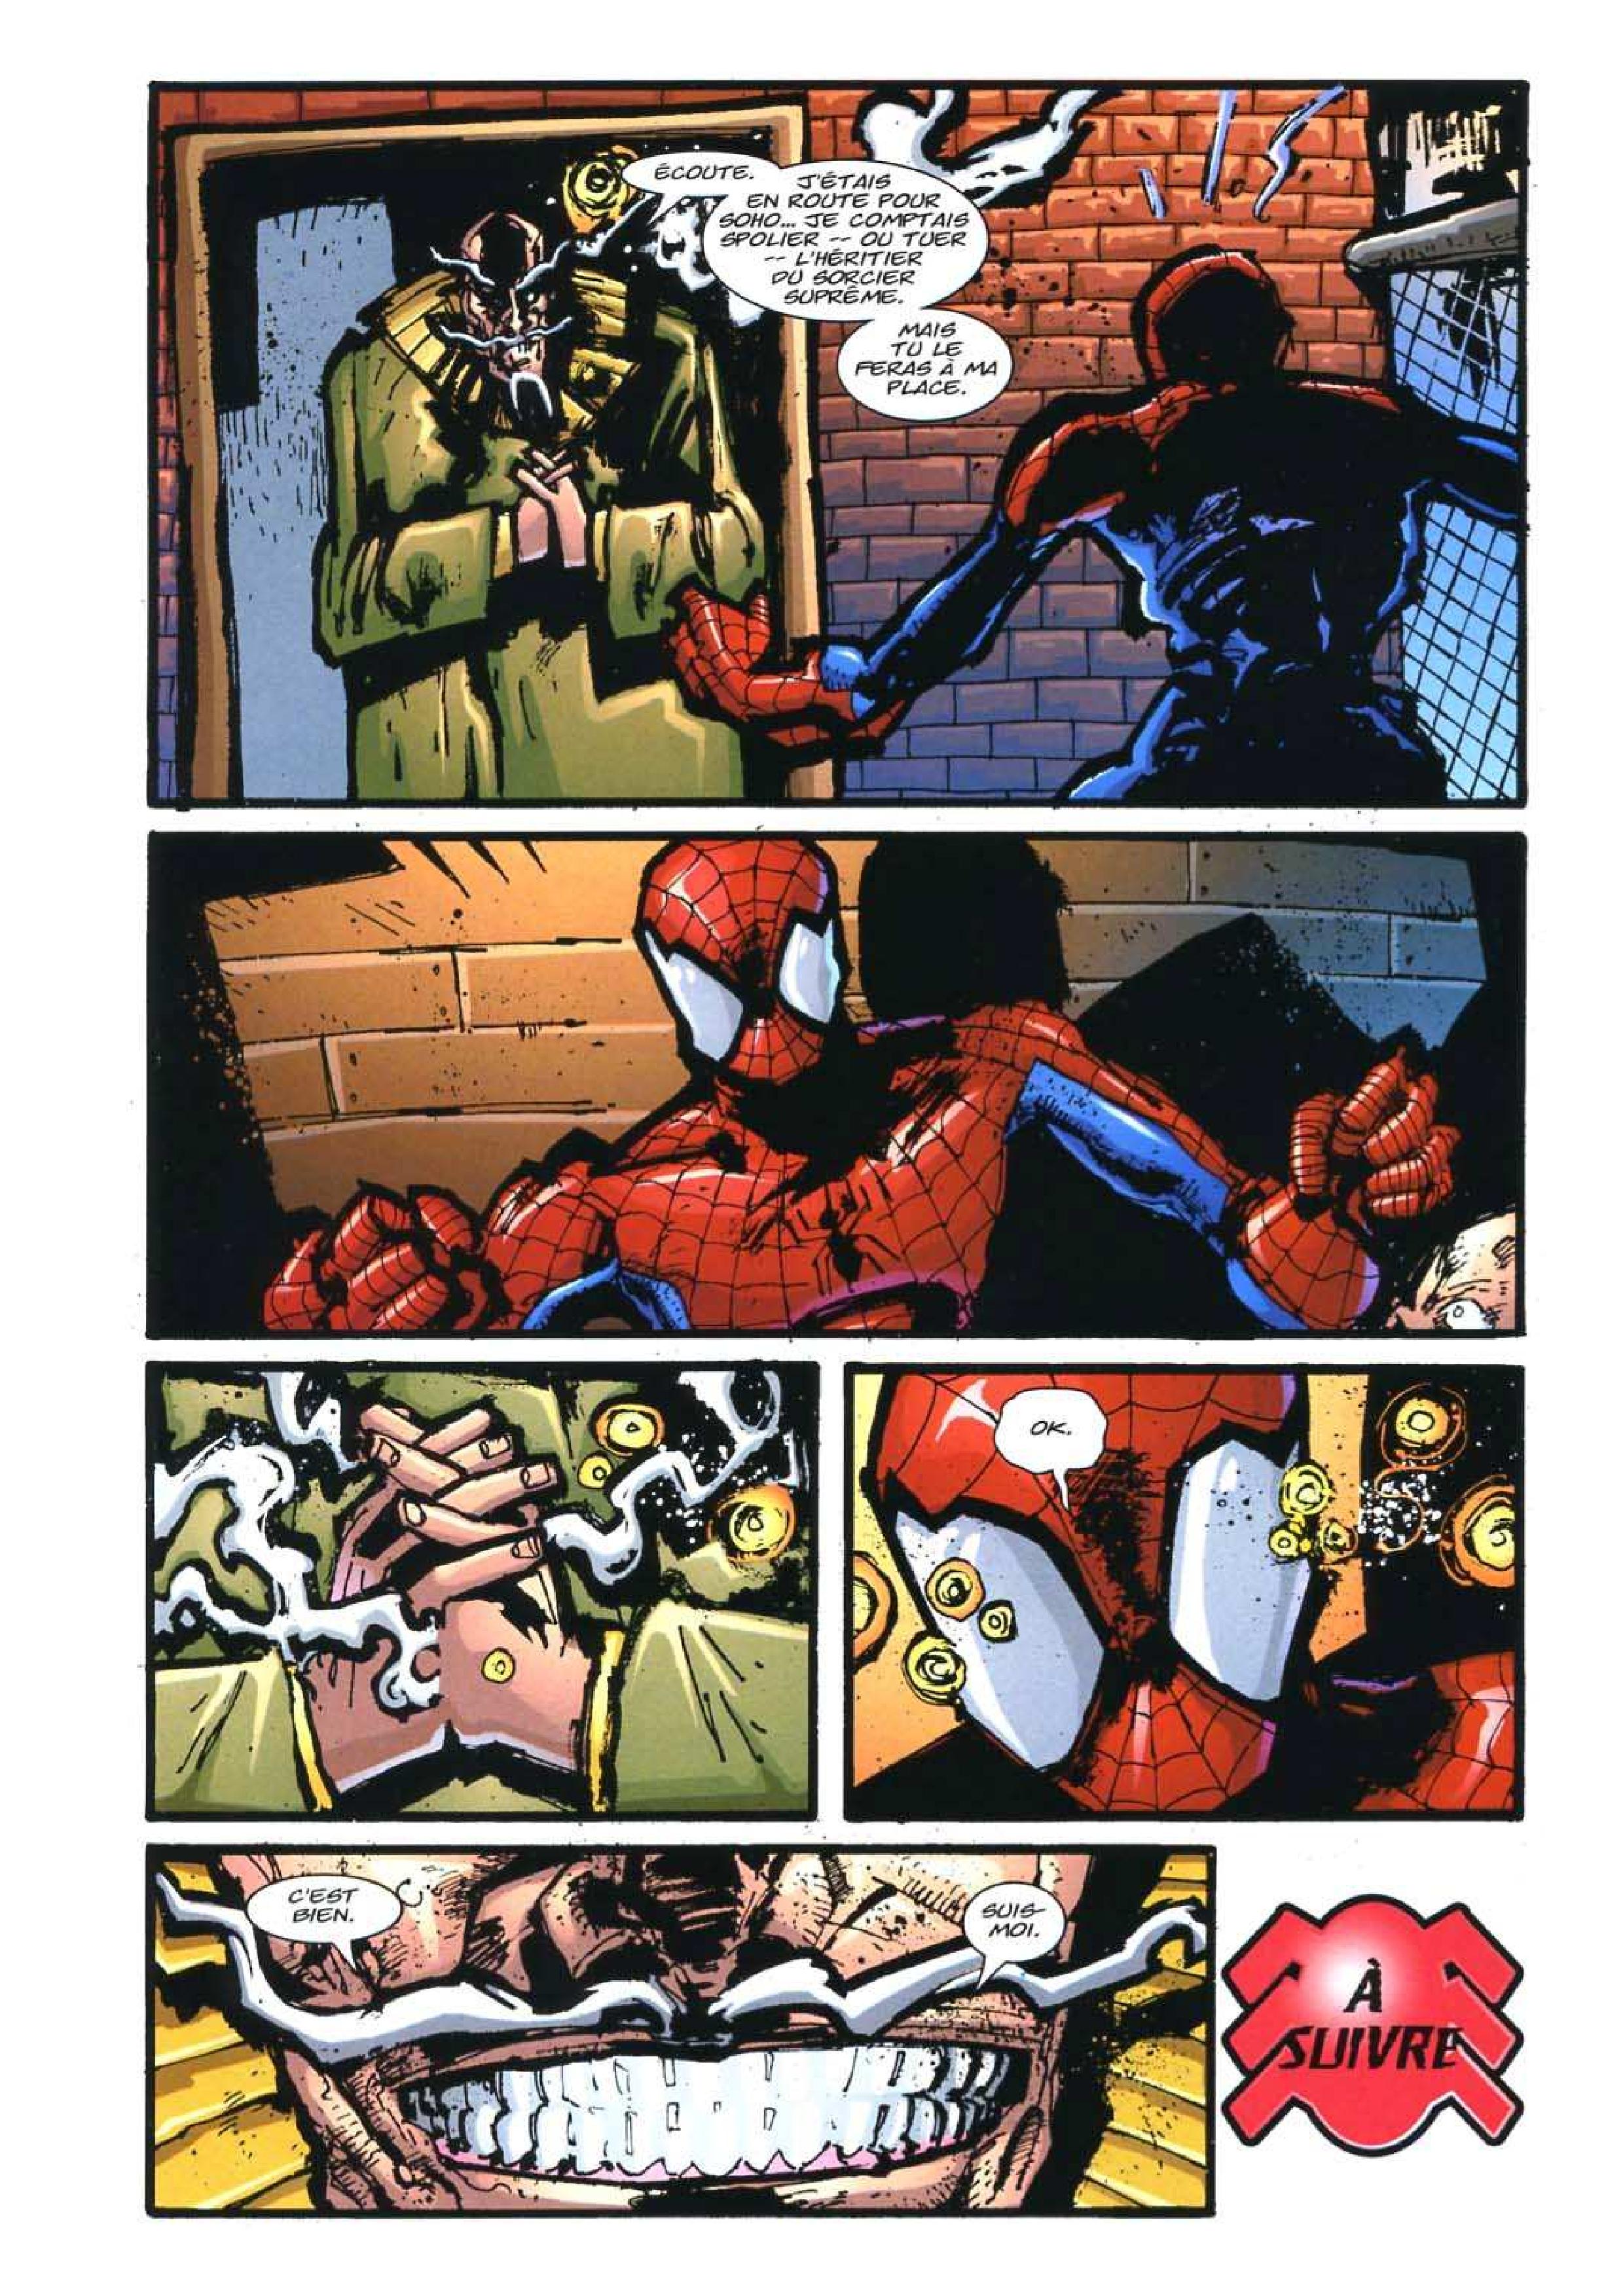 ÉCOUTE.
J'ÉTAIS
EN ROUTE POUR
SOHO... JE COMPTAIS
SPOLIER -- OU TUER
-- L'HÉRITIER
DU SORCIER
SUPRÊME.
MAIS
TU LE
FERAS À MA
PLACE.
OK.
C'EST
BIEN.
SUIS-
MOI.
À
SUIVRE